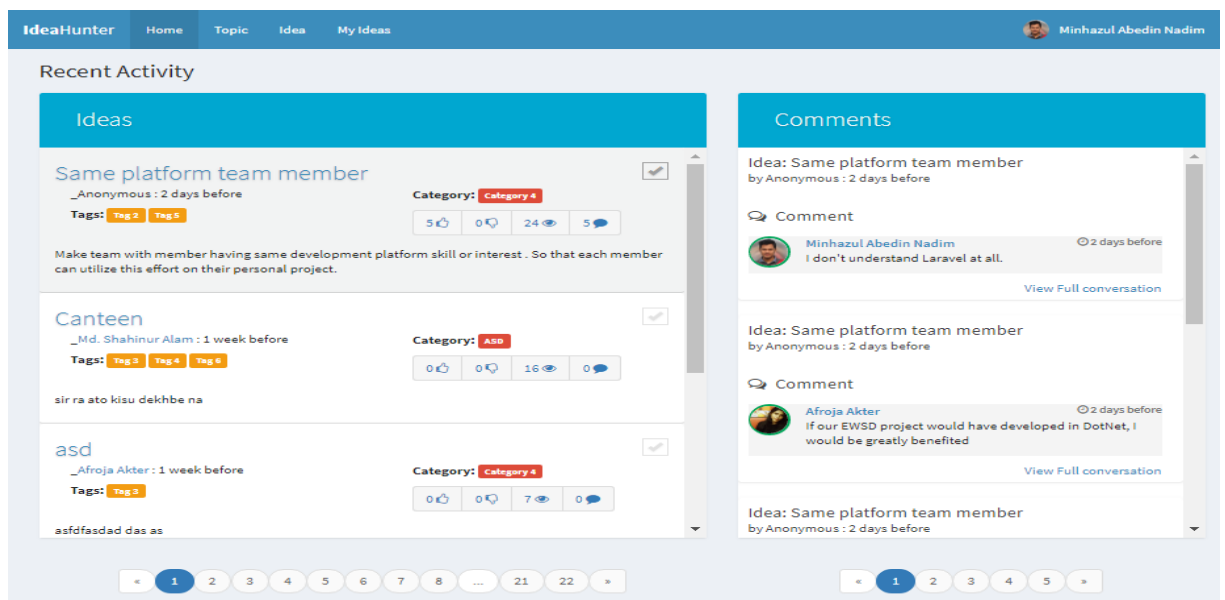 IdeaHunter Home Topic Idea My Ideas Minhazul Abedin Nadim
Recent Activity
Ideas
Same platform team member
_Anonymous : 2 days before
Category: Category 4
Tags: Tag 2 Tag 5
5 0 24 5
Make team with member having same development platform skill or interest . So that each member
can utilize this effort on their personal project.
Canteen
_Md. Shahinur Alam : 1 week before
Category: ASD
Tags: Tag 3 Tag 4 Tag 6
0 0 16 0
sir ra ato kisu dekhbe na
asd
_Afroja Akter : 1 week before
Category: Category 4
Tags: Tag 3
0 0 7 0
asfdfasdad das as
« 1 2 3 4 5 6 7 8 ... 21 22 »
Comments
Idea: Same platform team member
by Anonymous : 2 days before
Comment
Minhazul Abedin Nadim 2 days before
I don't understand Laravel at all.
View Full conversation
Idea: Same platform team member
by Anonymous : 2 days before
Comment
Afroja Akter 2 days before
If our EWSD project would have developed in DotNet, I
would be greatly benefited
View Full conversation
Idea: Same platform team member
by Anonymous : 2 days before
« 1 2 3 4 5 »